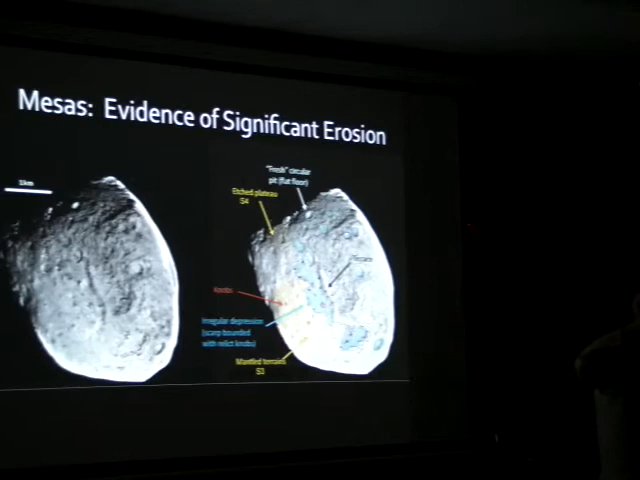 Mesas: Evidence of Significant Erosion
1km
"Fresh" circular
pit (flat floor)
Etched plateau
S4
Knobs
Irregular depression
(scarp bounded
with relict knobs)
Mantled terrains
S3